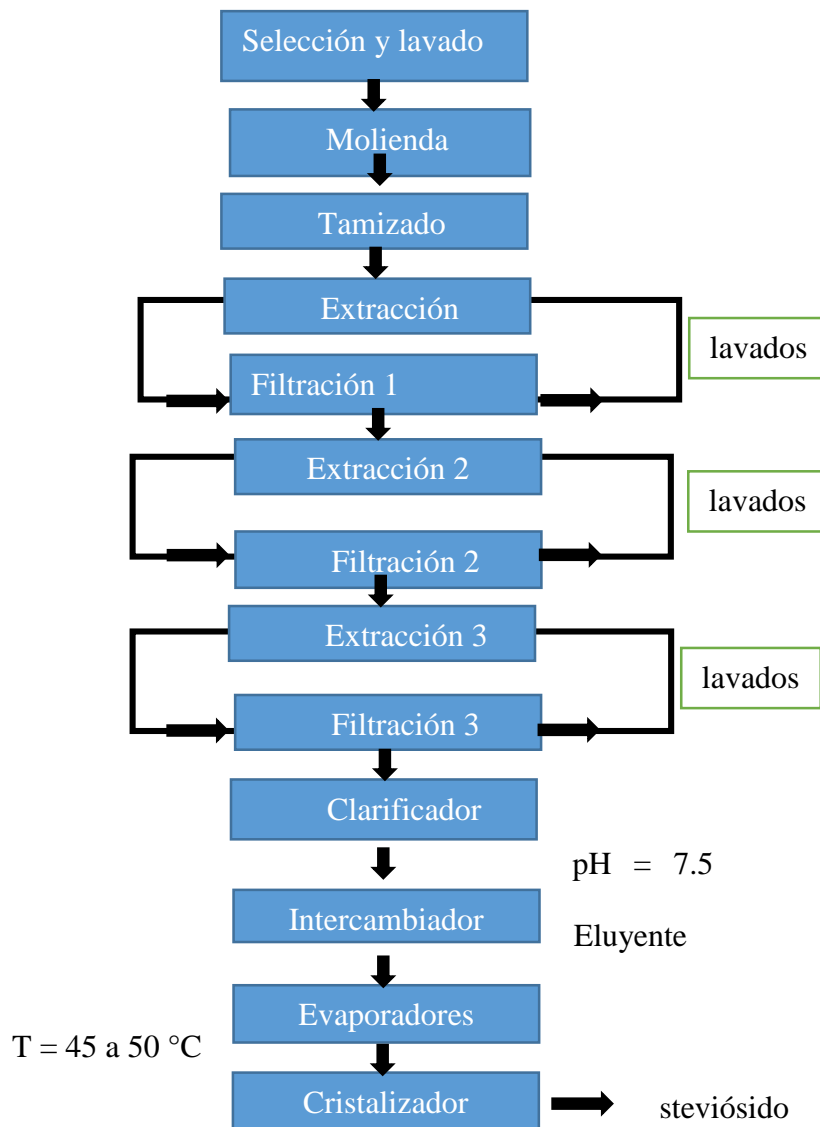 Selección y lavado
Molienda
Tamizado
Extracción
lavados
Filtración 1
Extracción 2
lavados
Filtración 2
Extracción 3
lavados
Filtración 3
Clarificador
pH = 7.5
Intercambiador
Eluyente
Evaporadores
T = 45 a 50 °C
Cristalizador
steviósido